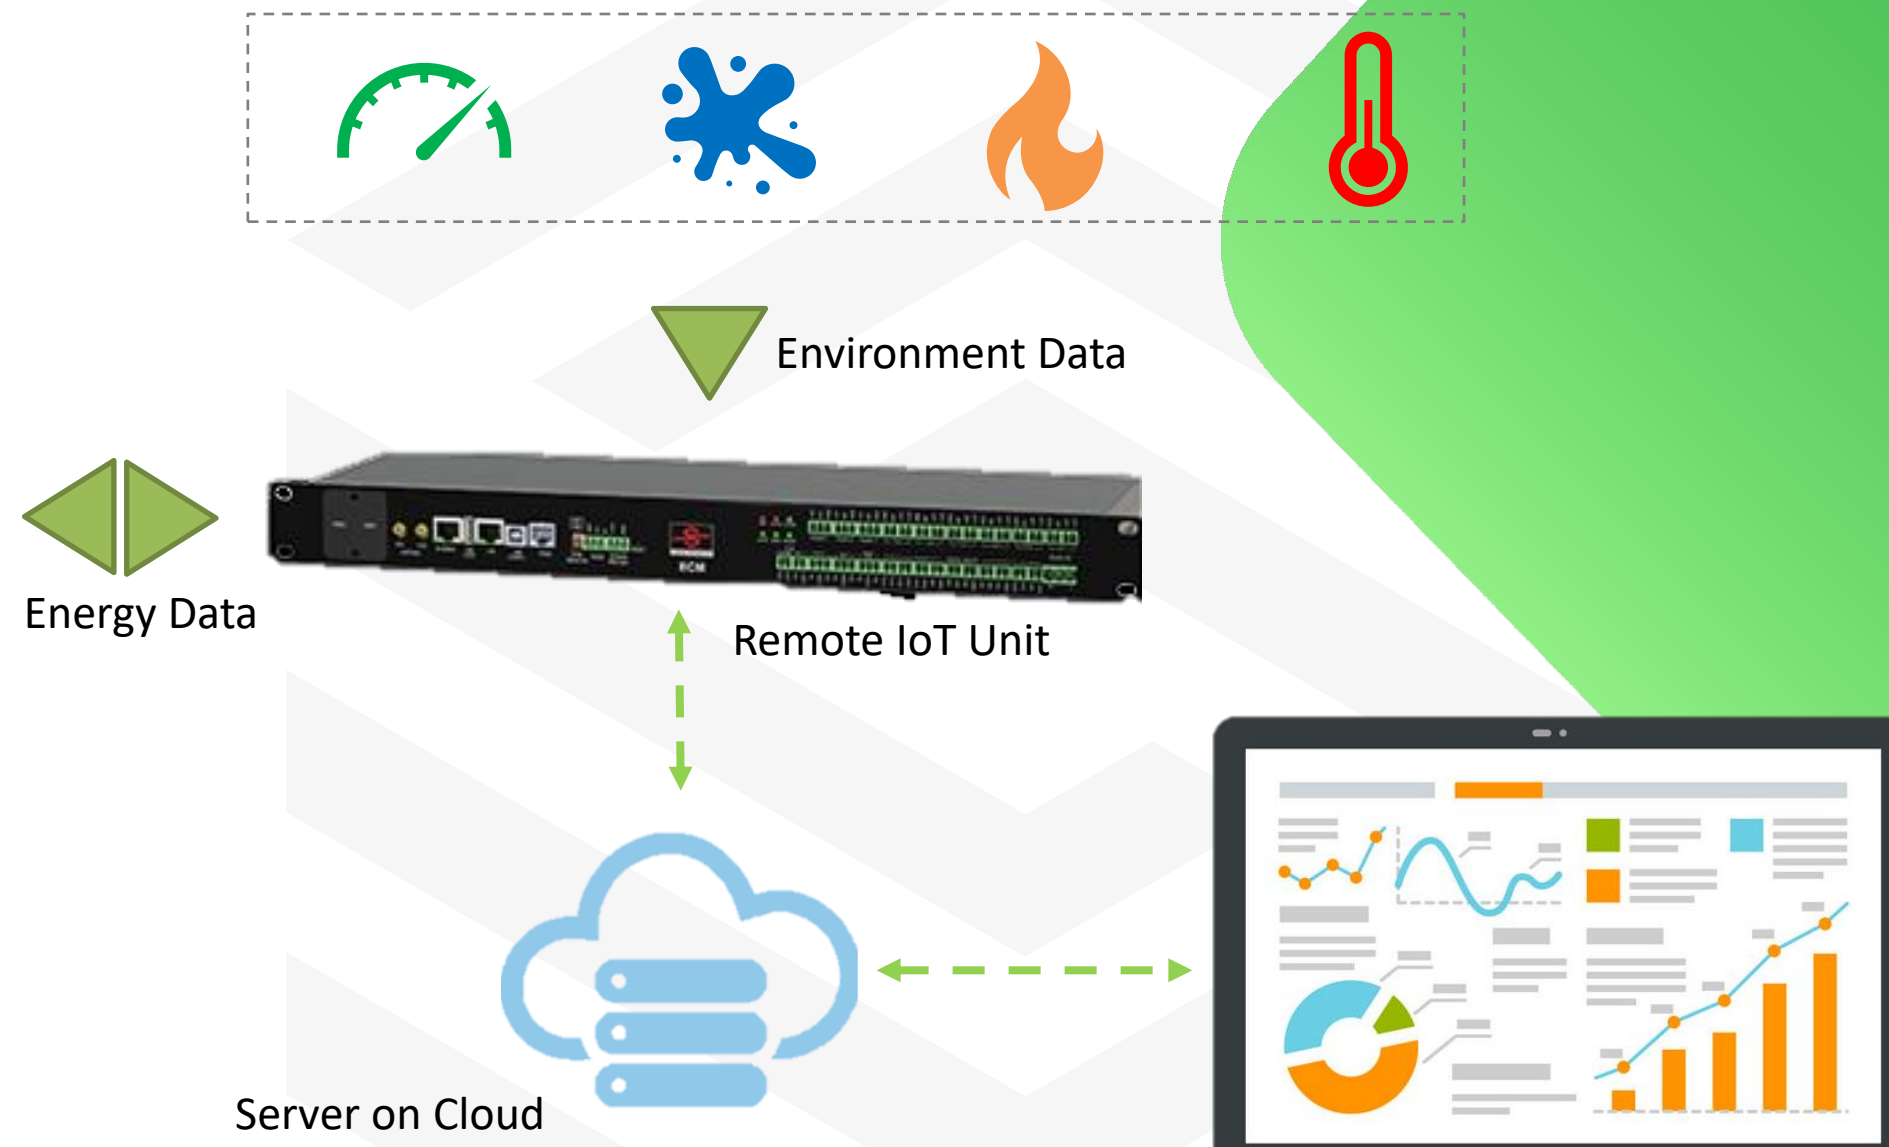 Environment Data
Energy Data
Remote IoT Unit
Server on Cloud